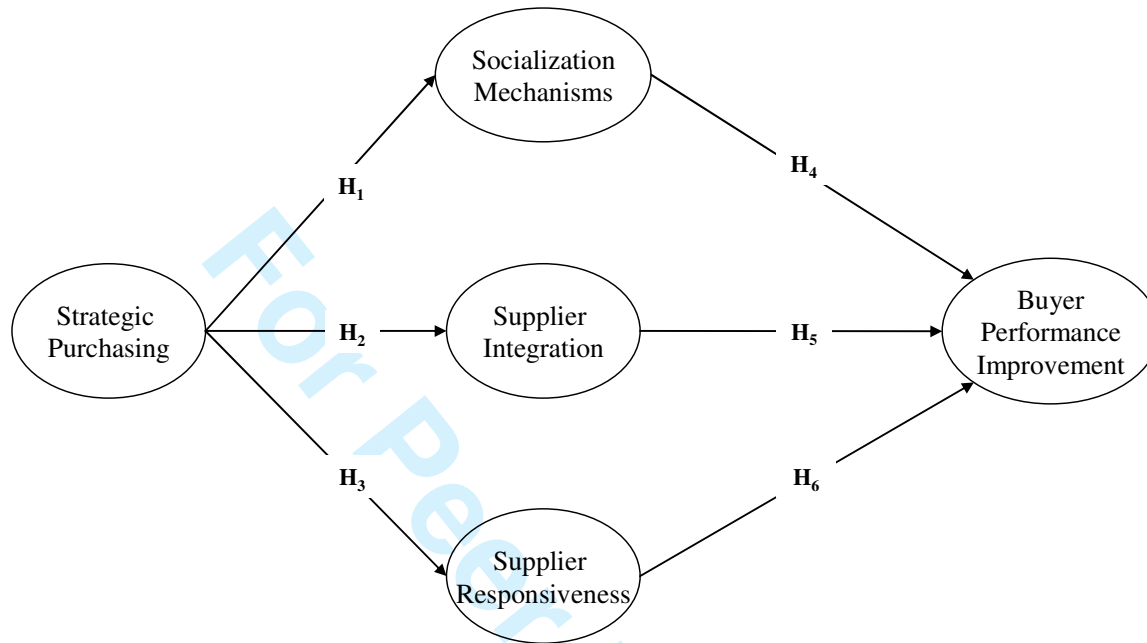 Socialization
Mechanisms
H1
H4
Strategic
Purchasing
H2
Supplier
Integration
H5
Buyer
Performance
Improvement
H3
H6
Supplier
Responsiveness
For Peer